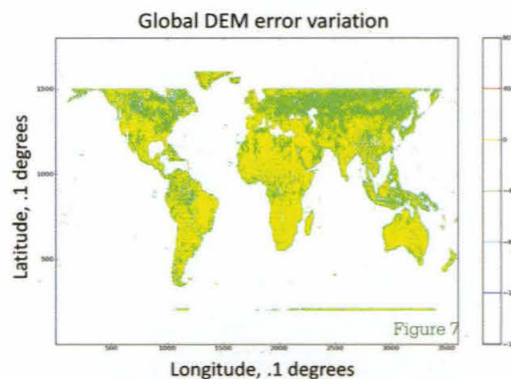 Global DEM error variation
1500
1000
500
Latitude, .1 degrees
500
1000
1500
2000
2500
3000
3500
Longitude, .1 degrees
Figure 7
0